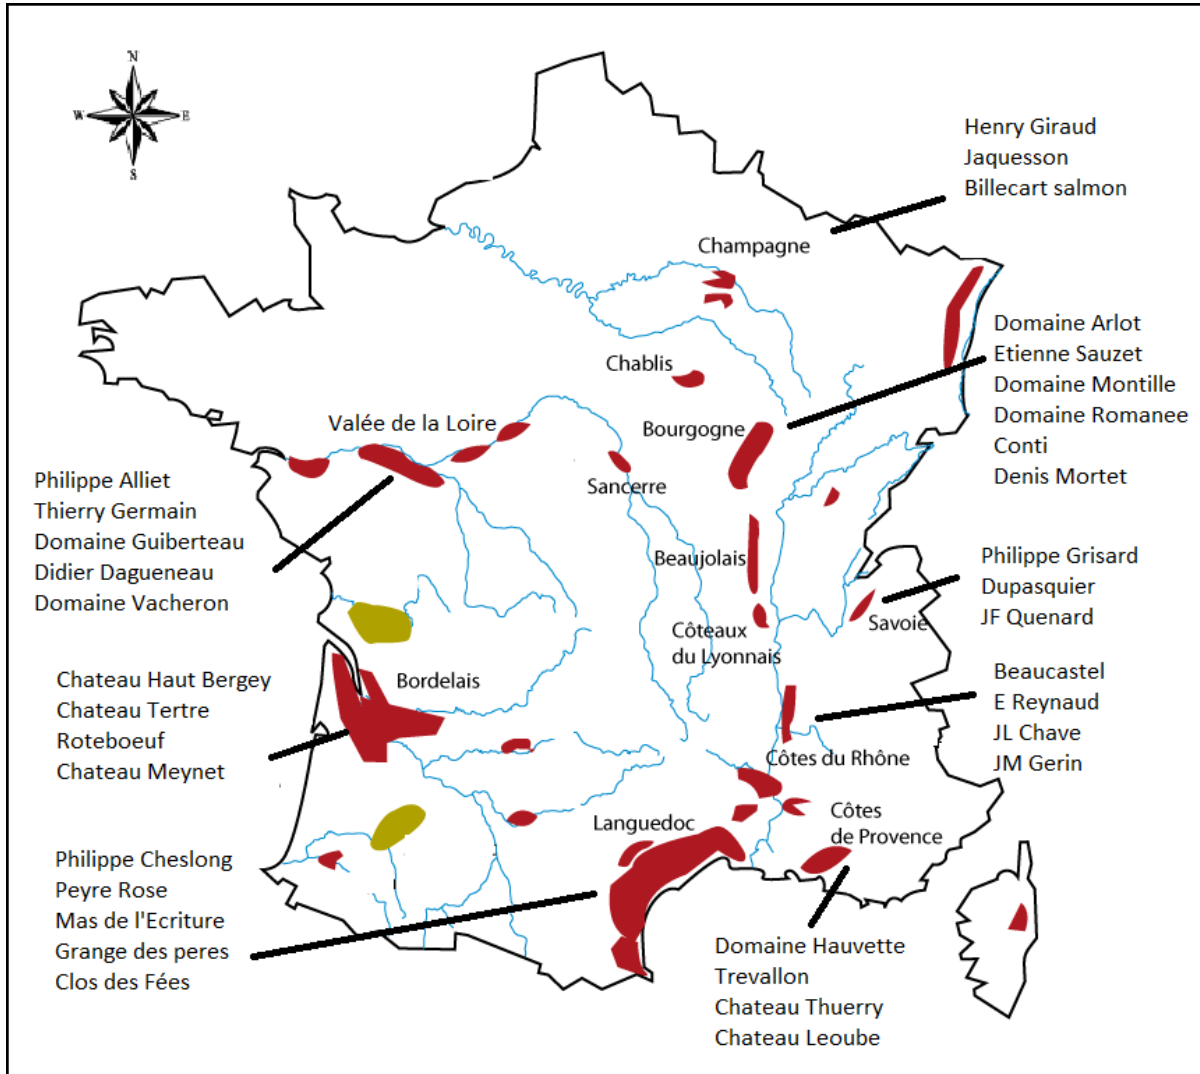 N
W
E
S
Henry Giraud
Jaquesson
Billecart salmon
Champagne
Domaine Arlot
Etienne Sauzet
Domaine Montille
Domaine Romanee
Conti
Denis Mortet
Chablis
Valée de la Loire
Bourgogne
Sancerre
Philippe Alliet
Thierry Germain
Domaine Guiberteau
Didier Dagueneau
Domaine Vacheron
Beaujolais
Philippe Grisard
Dupasquier
JF Quenard
Savoie
Côteaux
du Lyonnais
Chateau Haut Bergey
Chateau Tertre
Roteboeuf
Chateau Meynet
Bordelais
Beaucastel
E Reynaud
JL Chave
JM Gerin
Côtes du Rhône
Languedoc
Côtes
de Provence
Philippe Cheslong
Peyre Rose
Mas de l'Ecriture
Grange des peres
Clos des Fées
Domaine Hauvette
Trevallon
Chateau Thuerry
Chateau Leoube